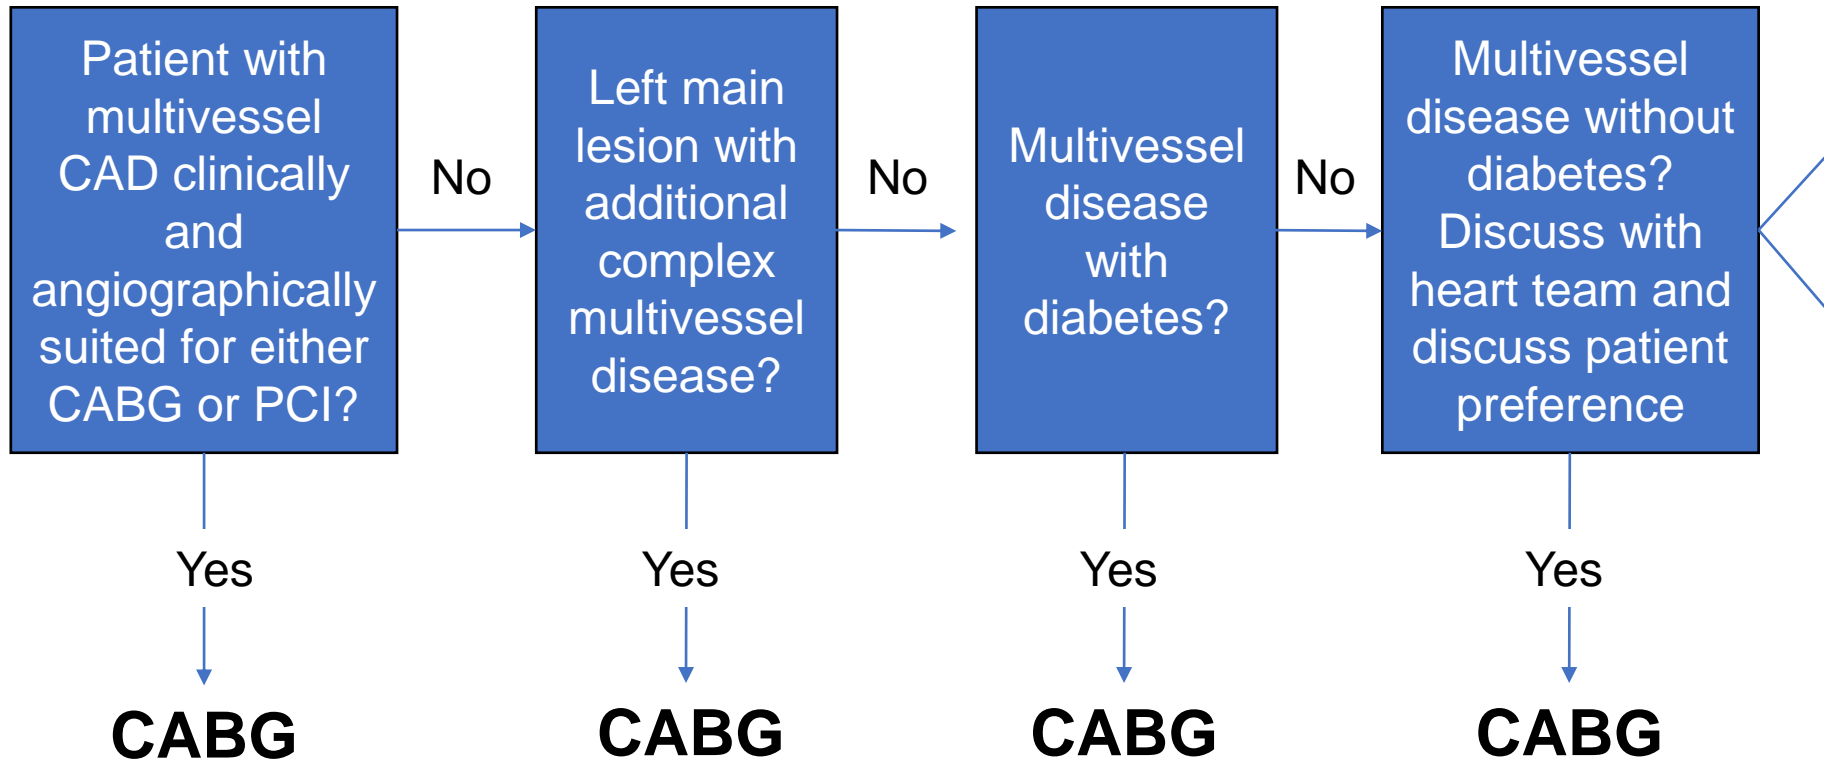 Patient with
multivessel
CAD clinically
and
angiographically
suited for either
CABG or PCI?
No
Left main
lesion with
additional
complex
multivessel
disease?
No
Multivessel
disease
with
diabetes?
No
Multivessel
disease without
diabetes?
Discuss with
heart team and
discuss patient
preference
Yes
Yes
Yes
Yes
CABG
CABG
CABG
CABG